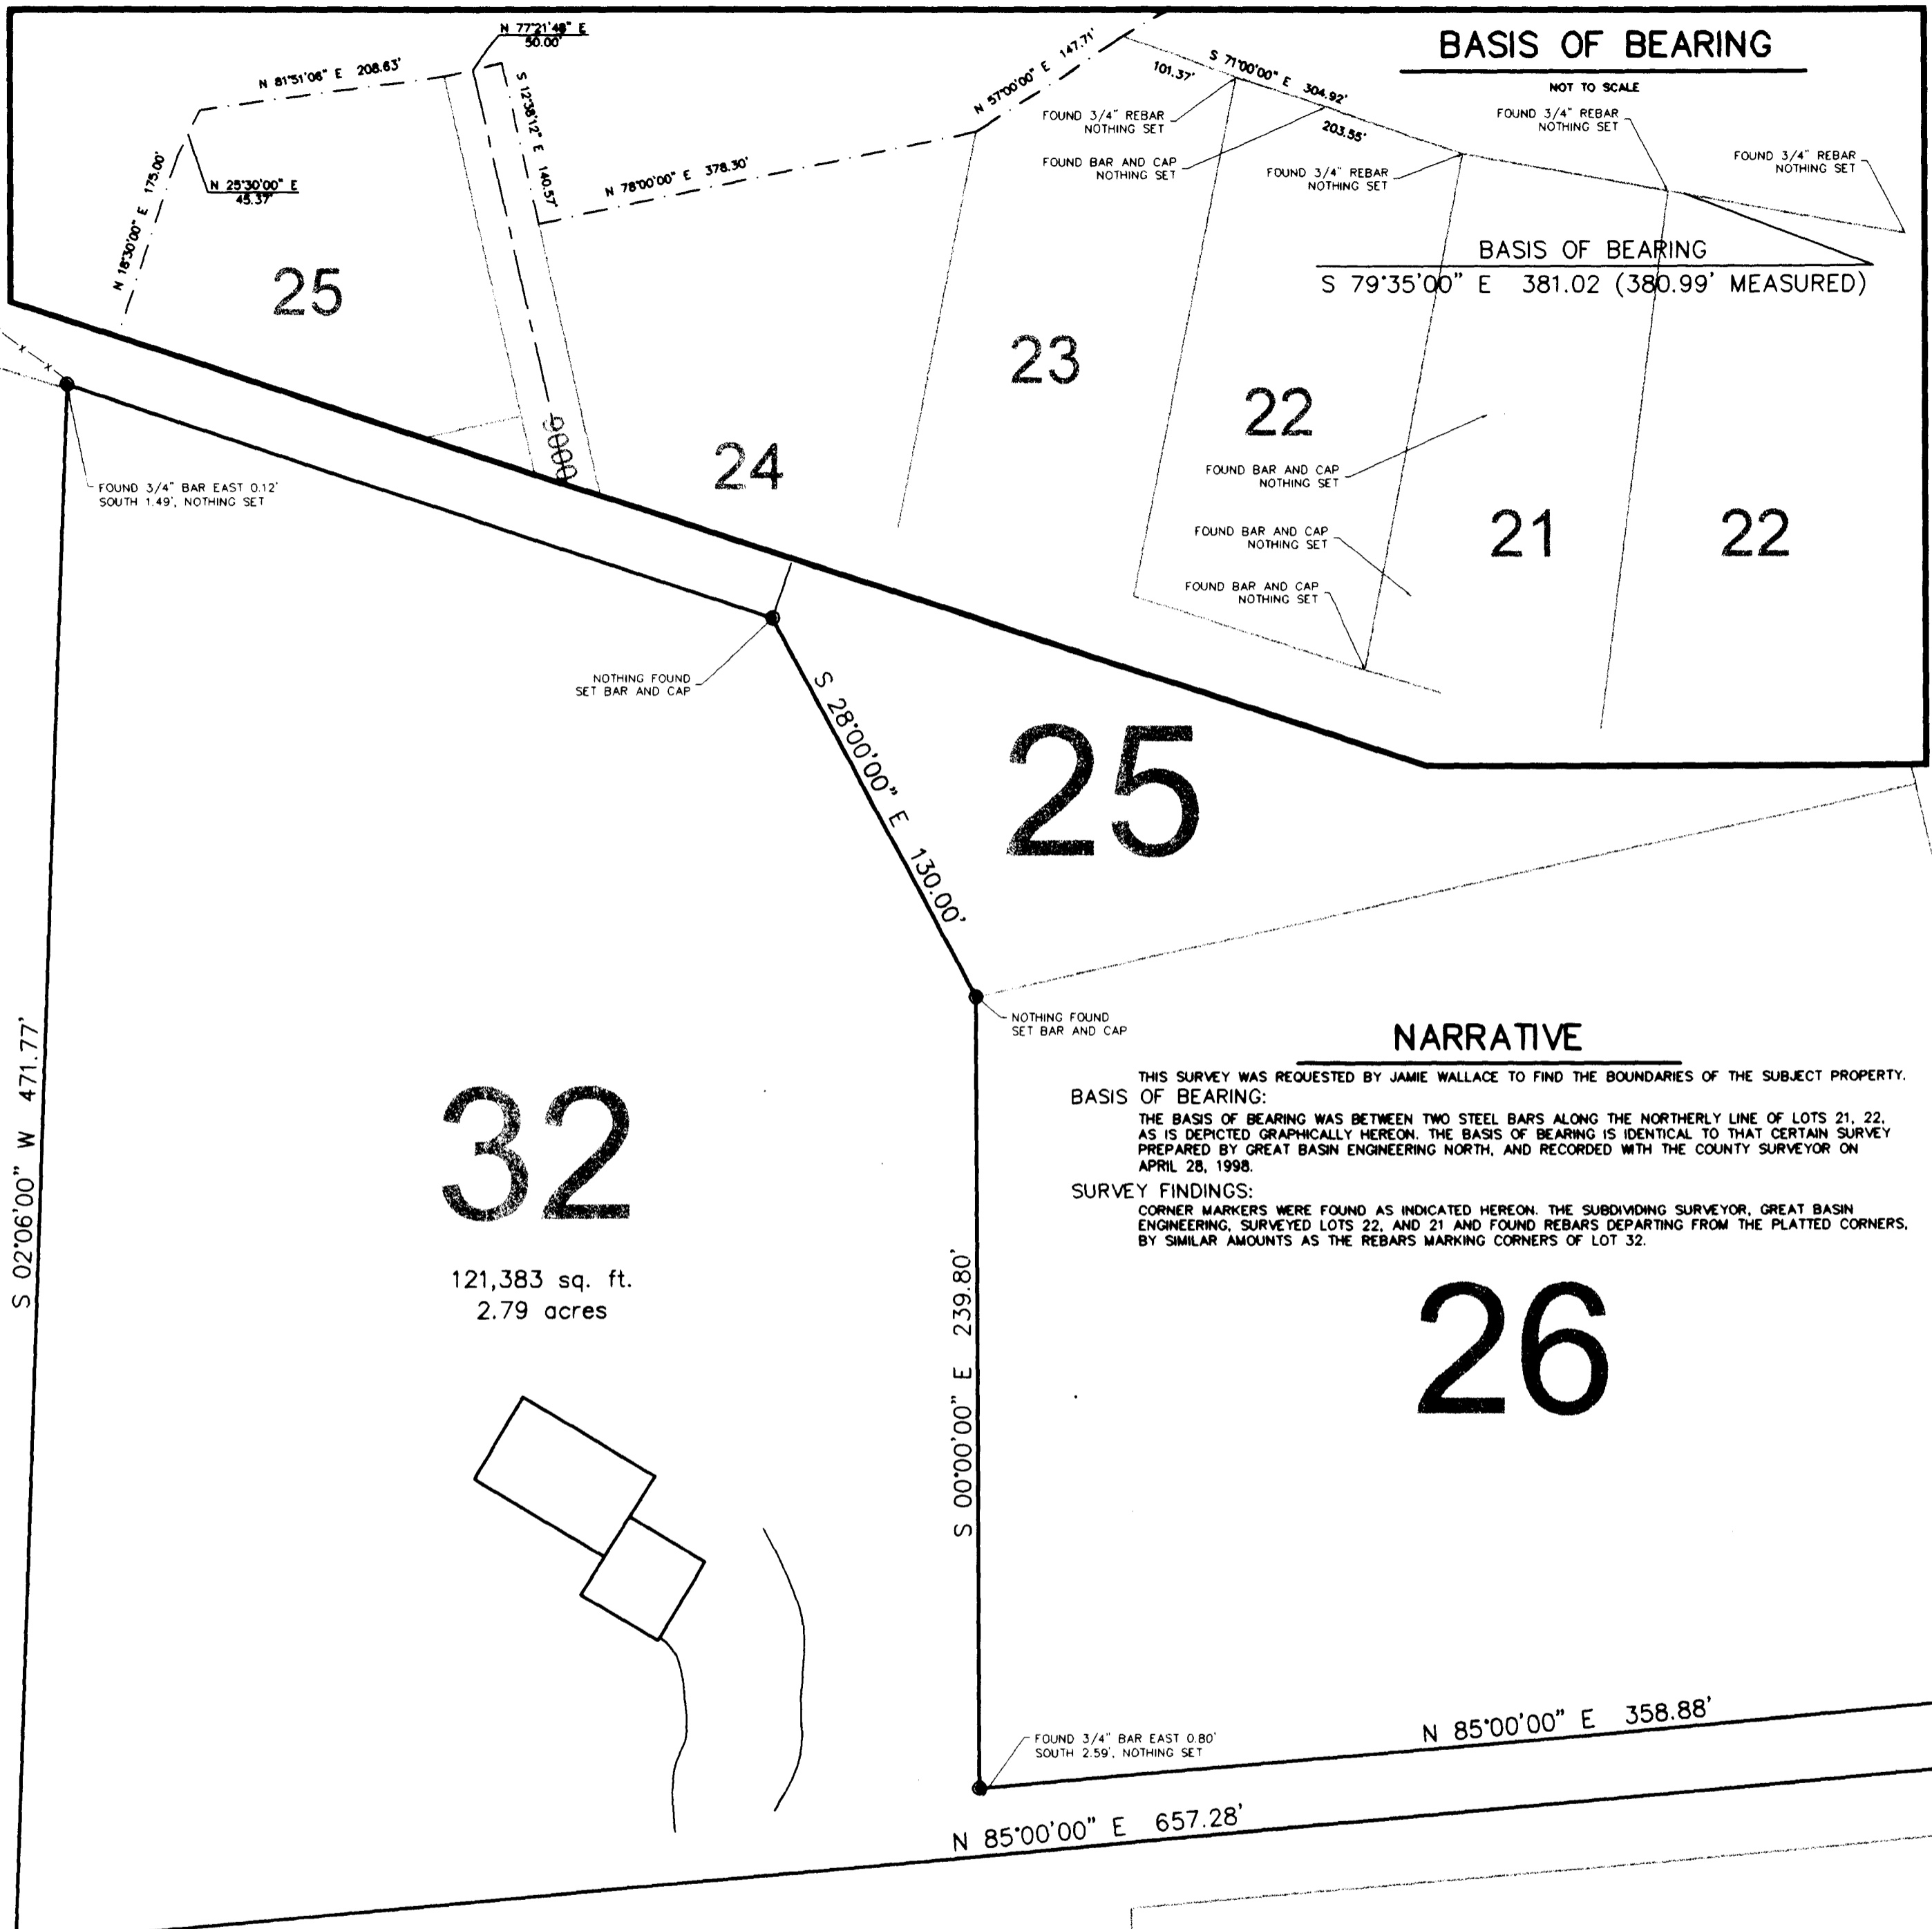 BASIS OF BEARING
NOT TO SCALE
N 77°21'48" E
50.00'
N 81°51'06" E 208.63'
S 12°38'12" E 140.57'
N 57°00'00" E 147.71'
S 71°00'00" E 304.92'
101.37'
203.55'
FOUND 3/4" REBAR
NOTHING SET
FOUND BAR AND CAP
NOTHING SET
FOUND 3/4" REBAR
NOTHING SET
FOUND 3/4" REBAR
NOTHING SET
FOUND 3/4" REBAR
NOTHING SET
N 18°30'00" E 175.00'
N 25°30'00" E
45.37'
N 78°00'00" E 378.30'
BASIS OF BEARING
S 79°35'00" E 381.02 (380.99' MEASURED)
25
23
22
24
900
FOUND BAR AND CAP
NOTHING SET
FOUND BAR AND CAP
NOTHING SET
FOUND BAR AND CAP
NOTHING SET
21
22
FOUND 3/4" BAR EAST 0.12'
SOUTH 1.49', NOTHING SET
NOTHING FOUND
SET BAR AND CAP
S 28°00'00" E 130.00'
25
NOTHING FOUND
SET BAR AND CAP
S 02°06'00" W 471.77'
32
121,383 sq. ft.
2.79 acres
S 00°00'00" E 239.80'
NARRATIVE
THIS SURVEY WAS REQUESTED BY JAMIE WALLACE TO FIND THE BOUNDARIES OF THE SUBJECT PROPERTY.
BASIS OF BEARING:
THE BASIS OF BEARING WAS BETWEEN TWO STEEL BARS ALONG THE NORTHERLY LINE OF LOTS 21, 22,
AS IS DEPICTED GRAPHICALLY HEREON. THE BASIS OF BEARING IS IDENTICAL TO THAT CERTAIN SURVEY
PREPARED BY GREAT BASIN ENGINEERING NORTH, AND RECORDED WITH THE COUNTY SURVEYOR ON
APRIL 28, 1998.
SURVEY FINDINGS:
CORNER MARKERS WERE FOUND AS INDICATED HEREON. THE SUBDIVIDING SURVEYOR, GREAT BASIN
ENGINEERING, SURVEYED LOTS 22, AND 21 AND FOUND REBARS DEPARTING FROM THE PLATTED CORNERS,
BY SIMILAR AMOUNTS AS THE REBARS MARKING CORNERS OF LOT 32.
26
FOUND 3/4" BAR EAST 0.80'
SOUTH 2.59', NOTHING SET
N 85°00'00" E 358.88'
N 85°00'00" E 657.28'